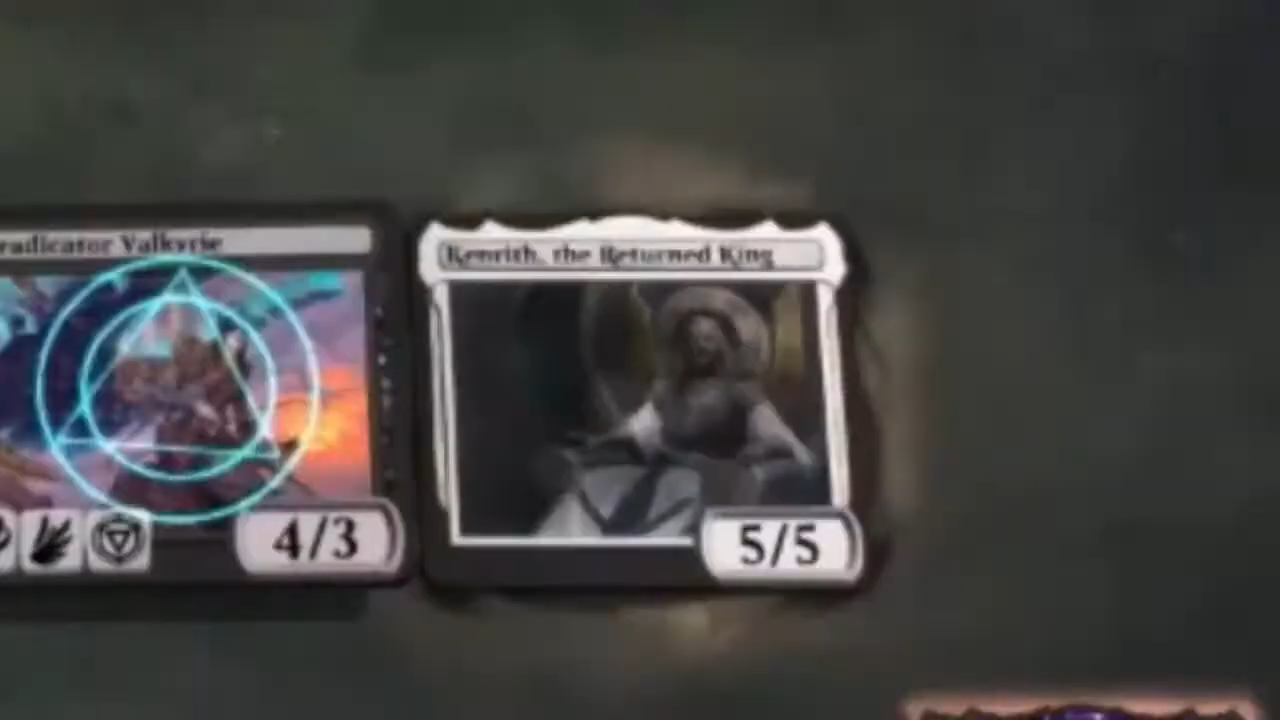 radicator Valkyrie
Kenrith, the Returned King
4/3
5/5